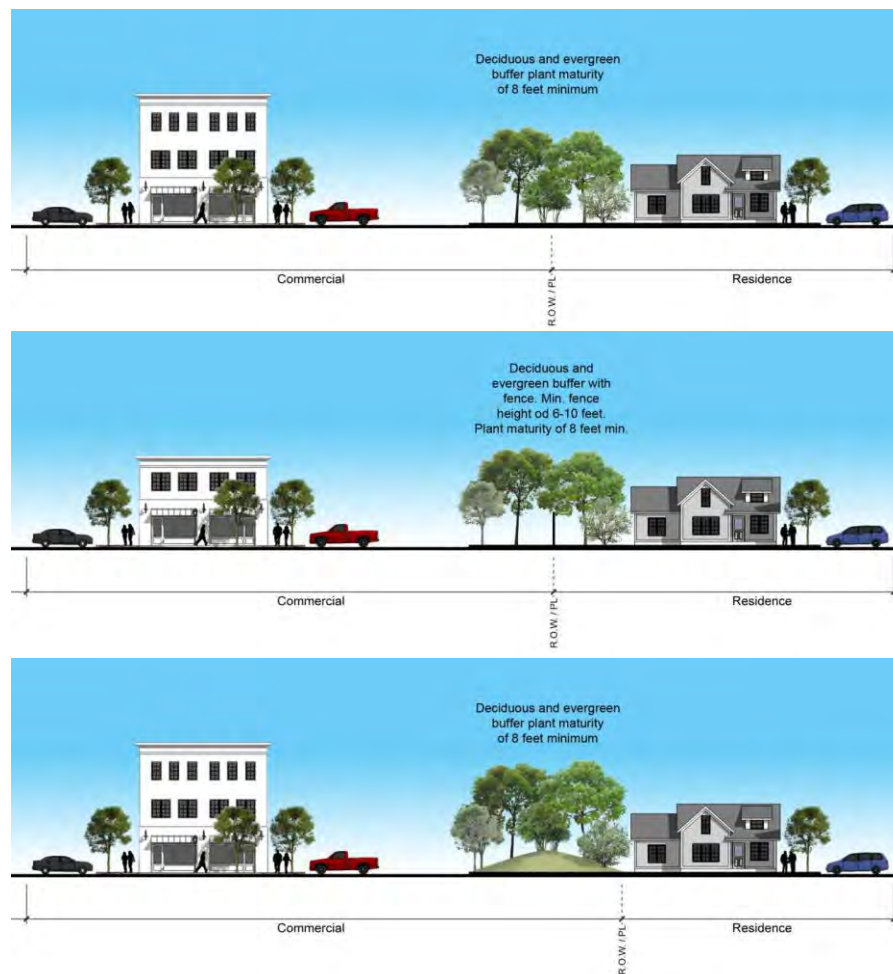 Deciduous and evergreen
buffer plant maturity
of 8 feet minimum
Commercial
Residence
R.O.W. / PL
Deciduous and
evergreen buffer with
fence. Min. fence
height od 6-10 feet.
Plant maturity of 8 feet min.
Commercial
Residence
R.O.W. / PL
Deciduous and evergreen
buffer plant maturity
of 8 feet minimum
Commercial
Residence
R.O.W. / PL